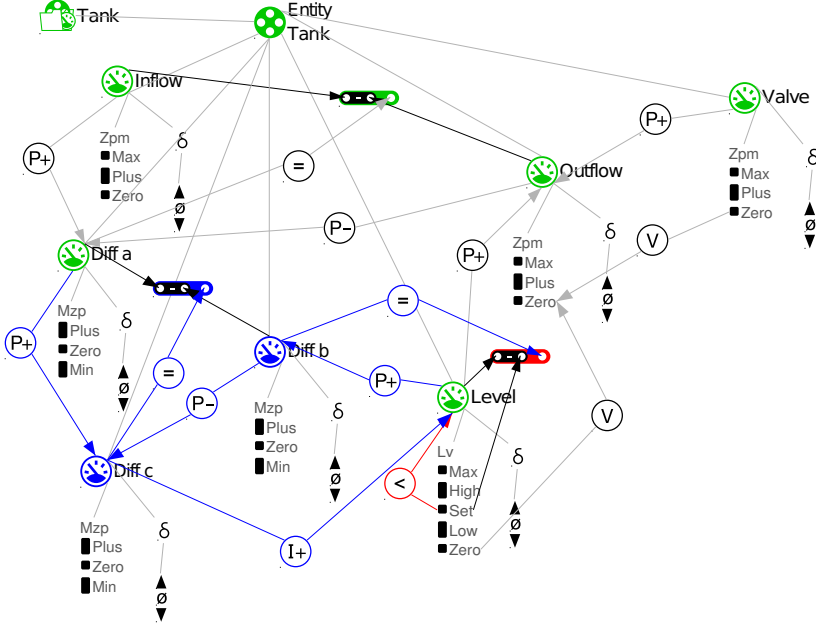 Tank
Entity
Tank
Inflow
Valve
P+
δ
Zpm
Max
Plus
Zero
ø
P+
=
Outflow
Zpm
Max
Plus
Zero
δ
ø
P-
P+
V
δ
Zpm
Max
Plus
Zero
ø
Diff a
Mzp
Plus
Zero
Min
δ
ø
P+
=
=
Diff b
P-
P+
Mzp
Plus
Zero
Min
δ
ø
Level
Lv
Max
High
Set
Low
Zero
δ
ø
<
V
Diff c
Mzp
Plus
Zero
Min
δ
ø
I+